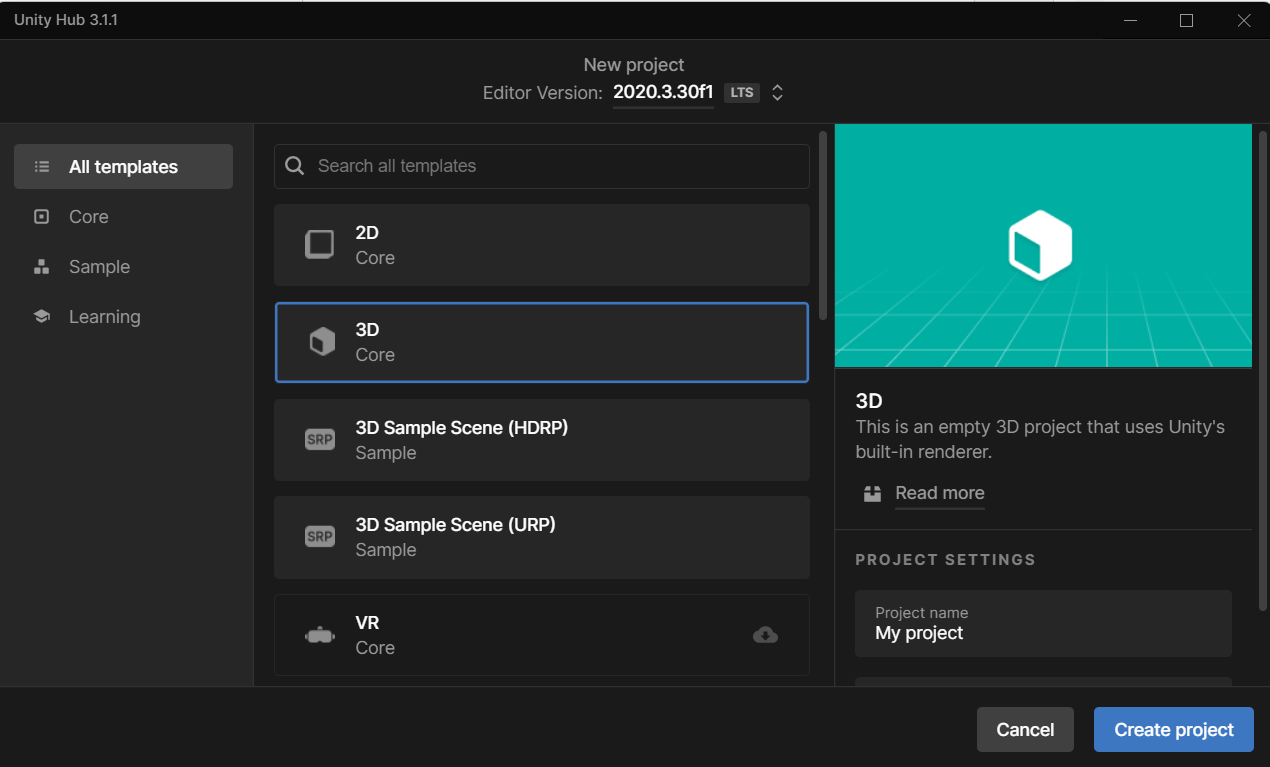 Unity Hub 3.1.1
New project
Editor Version: 2020.3.30f1 LTS
All templates
Core
Sample
Learning
Search all templates
2D
Core
3D
Core
SRP
3D Sample Scene (HDRP)
Sample
SRP
3D Sample Scene (URP)
Sample
VR
Core
3D
This is an empty 3D project that uses Unity's
built-in renderer.
Read more
PROJECT SETTINGS
Project name
My project
Cancel
Create project